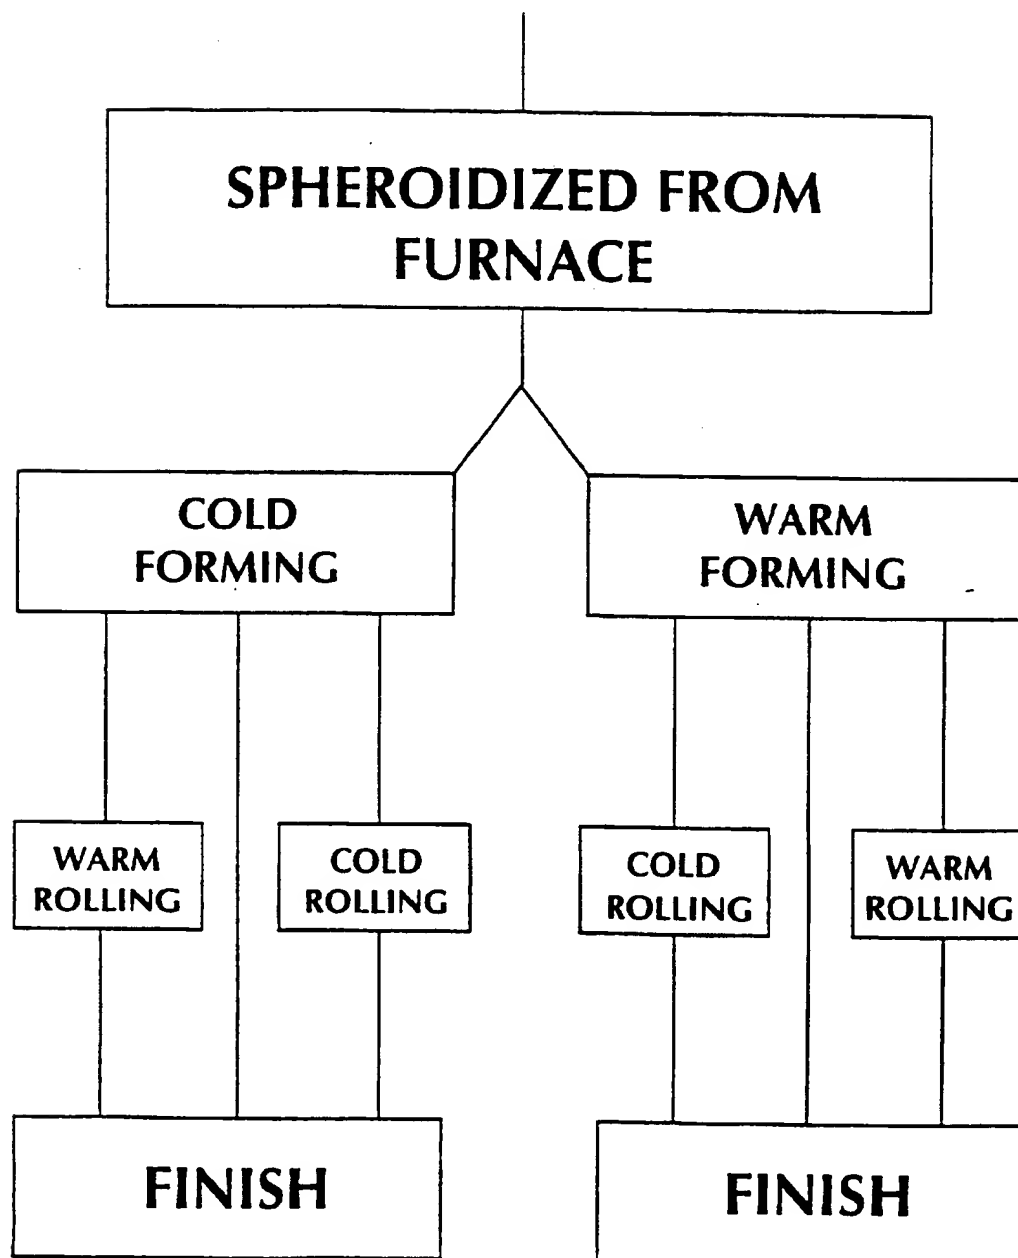 SPHEROIDIZED FROM
FURNACE
COLD
FORMING
WARM
FORMING
WARM
ROLLING
COLD
ROLLING
COLD
ROLLING
WARM
ROLLING
FINISH
FINISH